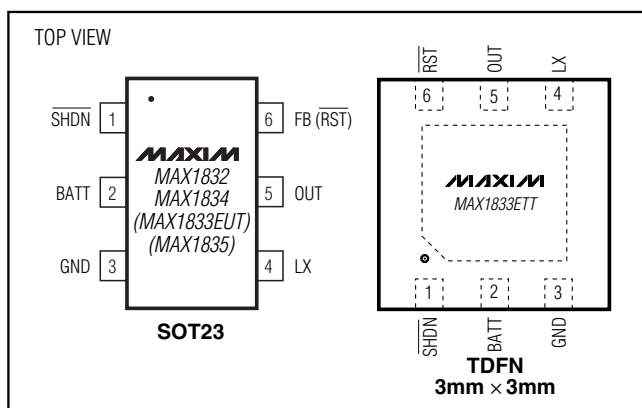 TOP VIEW
SHDN 1
BATT 2
GND 3
MAXIM
MAX1832
MAX1834
(MAX1833EUT)
(MAX1835)
6 FB (RST)
5 OUT
4 LX
SOT23
RST OUT LX
6 5 4
MAXIM
MAX1833ETT
1 2 3
SHDN BATT GND
TDFN
3mm × 3mm